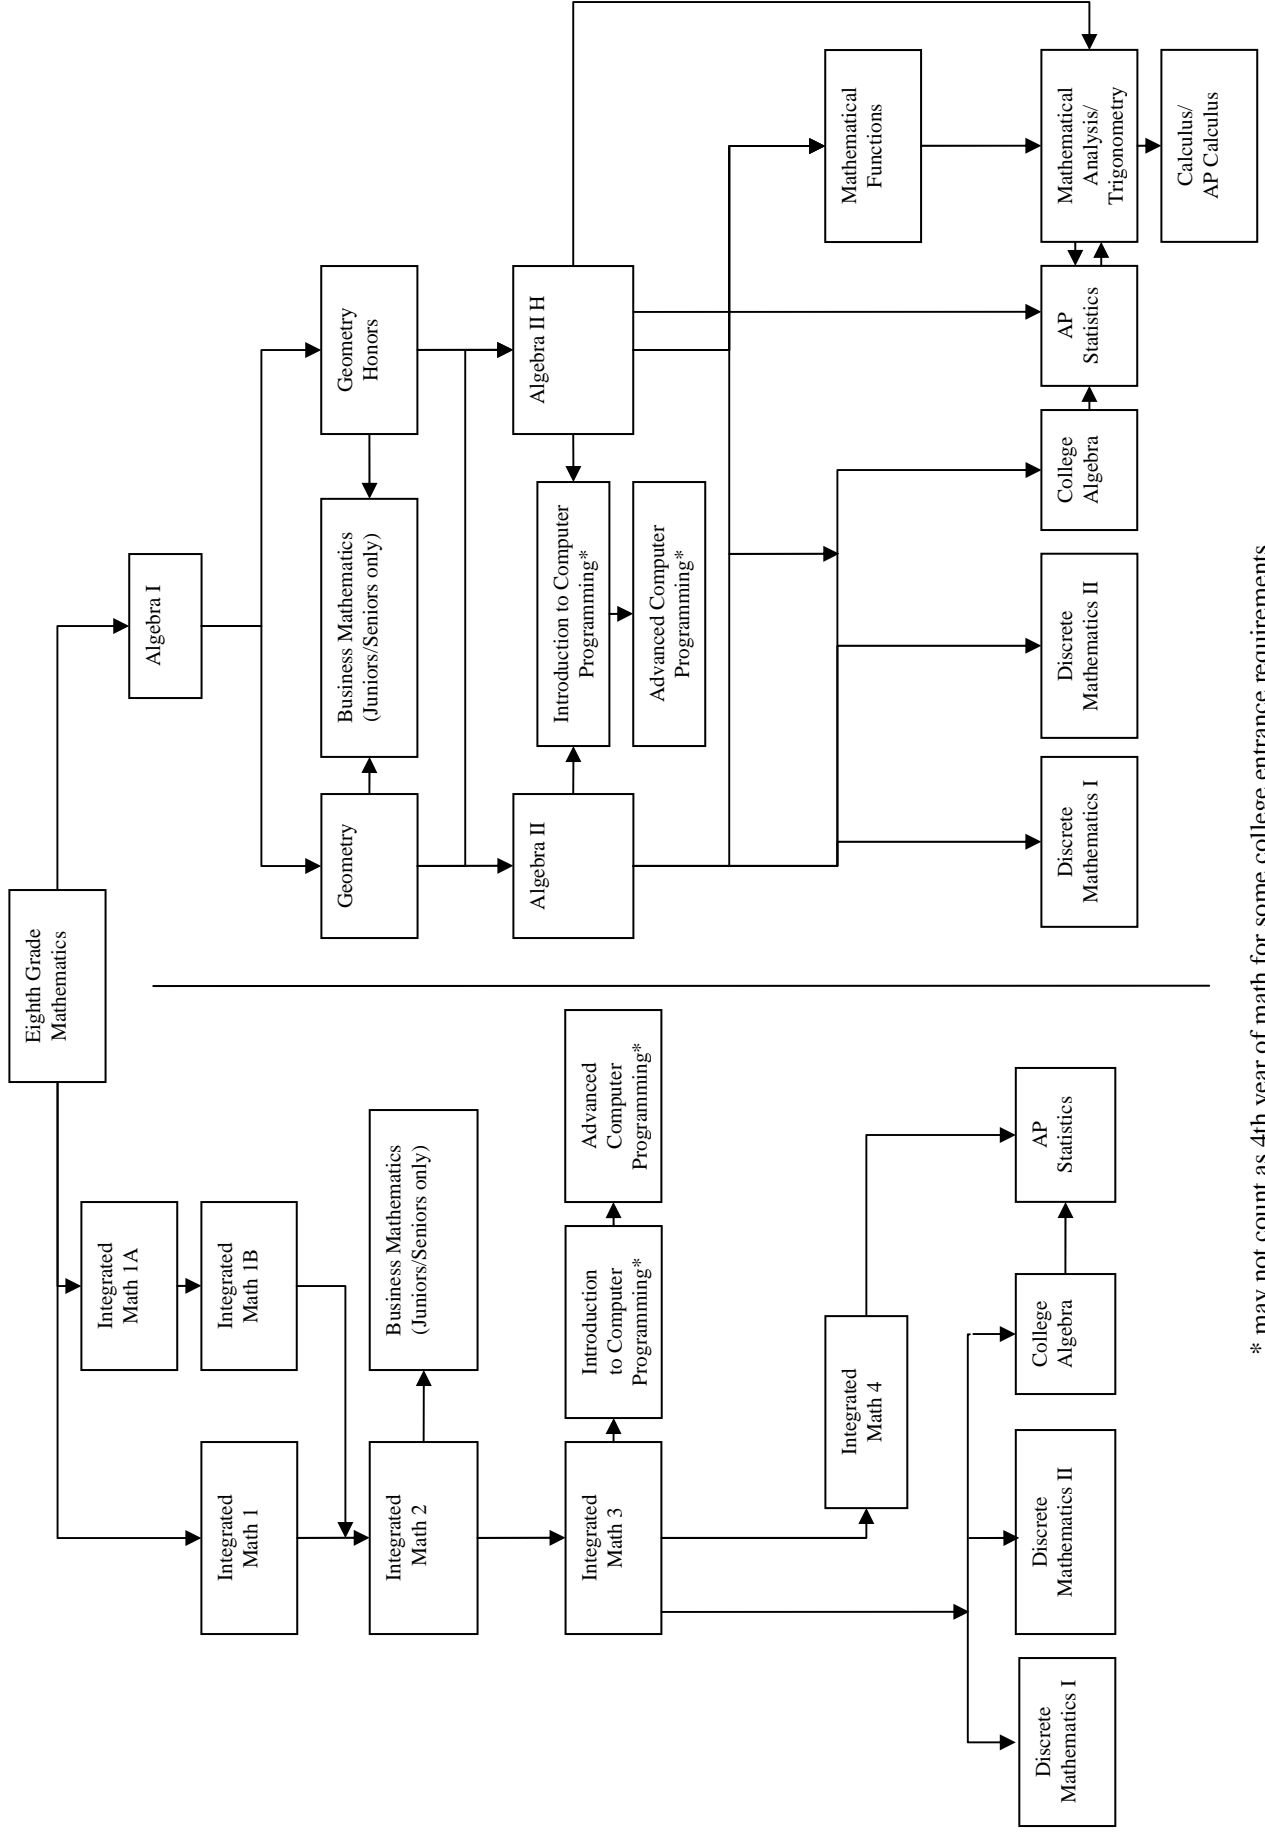 Eighth Grade
Mathematics
Integrated
Math 1A
Integrated
Math 1B
Integrated
Math 1
Integrated
Math 2
Business Mathematics
(Juniors/Seniors only)
Integrated
Math 3
Introduction
to Computer
Programming*
Advanced
Computer
Programming*
Integrated
Math 4
Discrete
Mathematics I
Discrete
Mathematics II
College
Algebra
AP
Statistics
Algebra I
Geometry
Business Mathematics
(Juniors/Seniors only)
Geometry
Honors
Algebra II
Introduction to Computer
Programming*
Advanced Computer
Programming*
Algebra II H
Mathematical
Functions
Discrete
Mathematics I
Discrete
Mathematics II
College
Algebra
AP
Statistics
Mathematical
Analysis/
Trigonometry
Calculus/
AP Calculus
* may not count as 4th year of math for some college entrance requirements